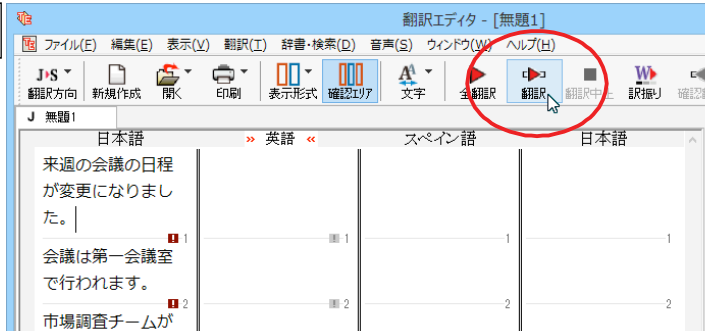 翻訳エディタ - [無題1]
ファイル(F) 編集(E) 表示(V) 翻訳(T) 辞書・検索(D) 音声(S) ウィンドウ(W) ヘルプ(H)
J▸S
翻訳方向 新規作成 開く 印刷 表示形式 確認エリア 文字 全翻訳 翻訳 翻訳中止 訳振り
J 無題1
日本語 » 英語 « スペイン語 日本語
来週の会議の日程
が変更になりまし
た。
1 1 1 1
会議は第一会議室
で行われます。
2 2 2 2
市場調査チームが